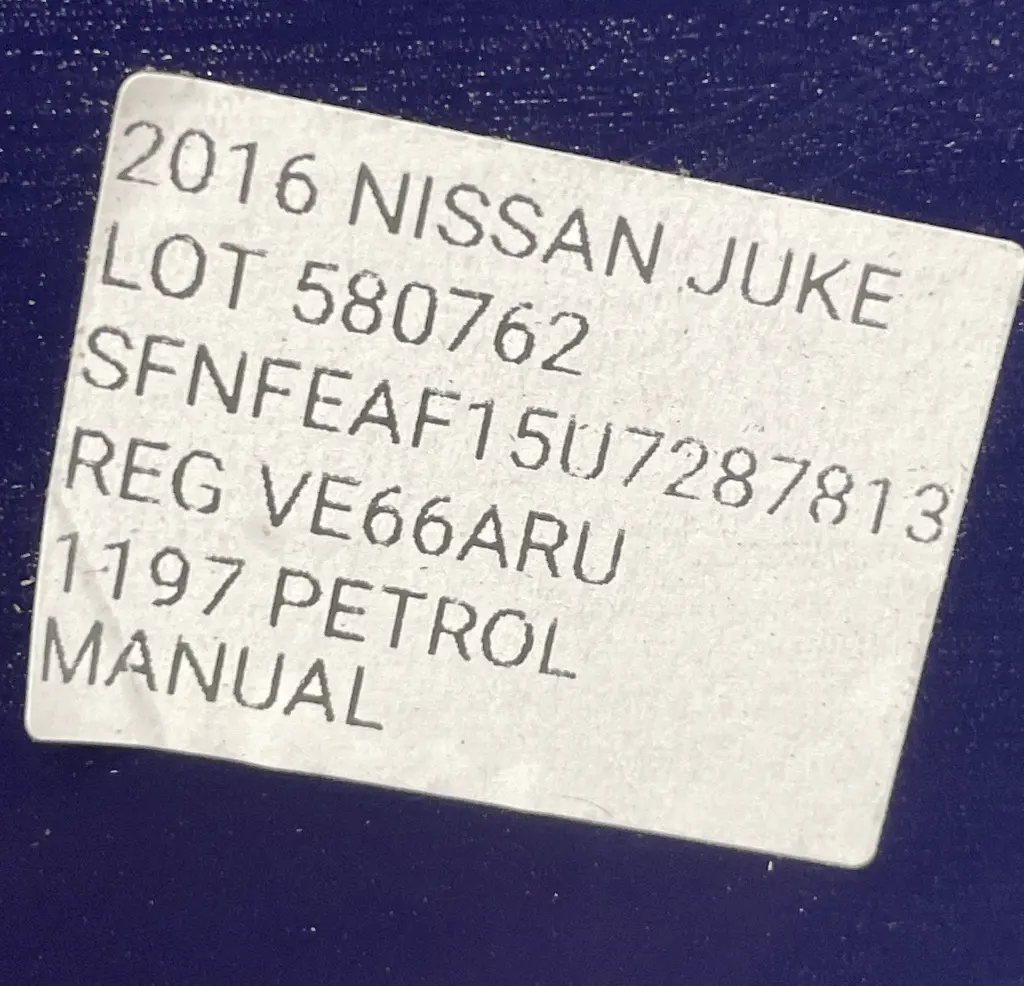 2016 NISSAN JUKE
LOT 580762
SFNFEAF15U7287813
REG VE66ARU
1197 PETROL
MANUAL